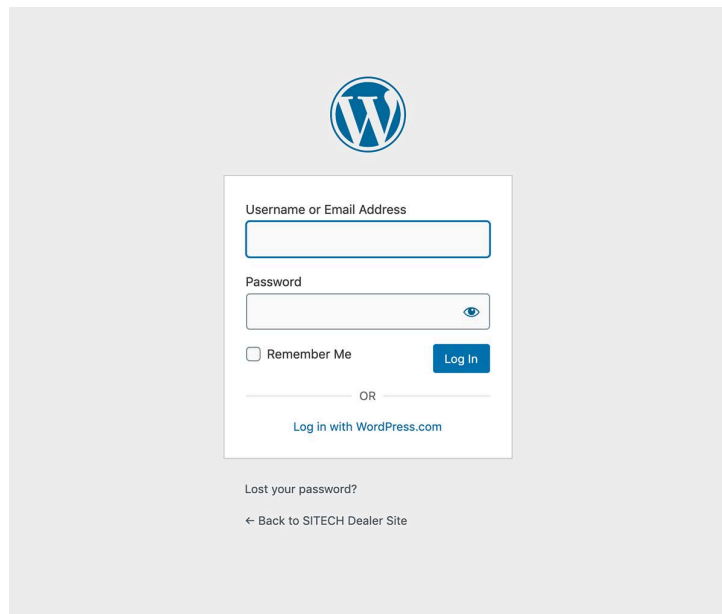 Username or Email Address
Password
Remember Me
Log In
OR
Log in with WordPress.com
Lost your password?
← Back to SITECH Dealer Site